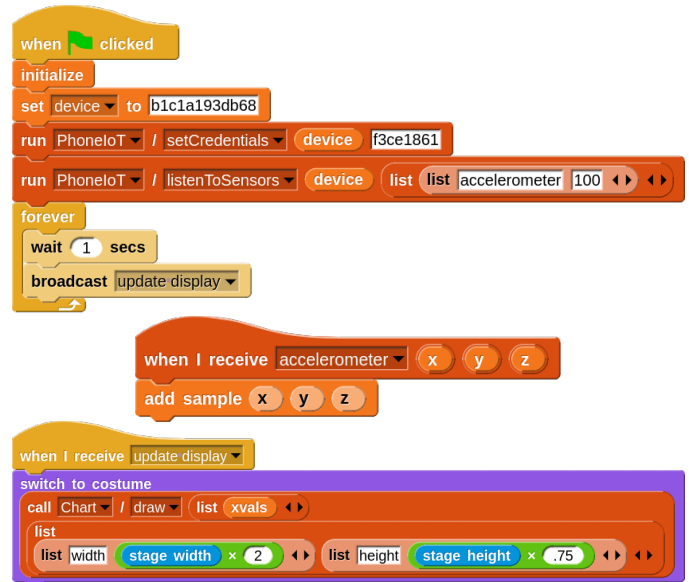 when clicked
initialize
set device to b1c1a193db68
run PhoneIoT / setCredentials device f3ce1861
run PhoneIoT / listenToSensors device list list accelerometer 100
forever
wait 1 secs
broadcast update display
when I receive accelerometer x y z
add sample x y z
when I receive update display
switch to costume
call Chart / draw list xvals
list
list width stage width × 2 list height stage height × .75